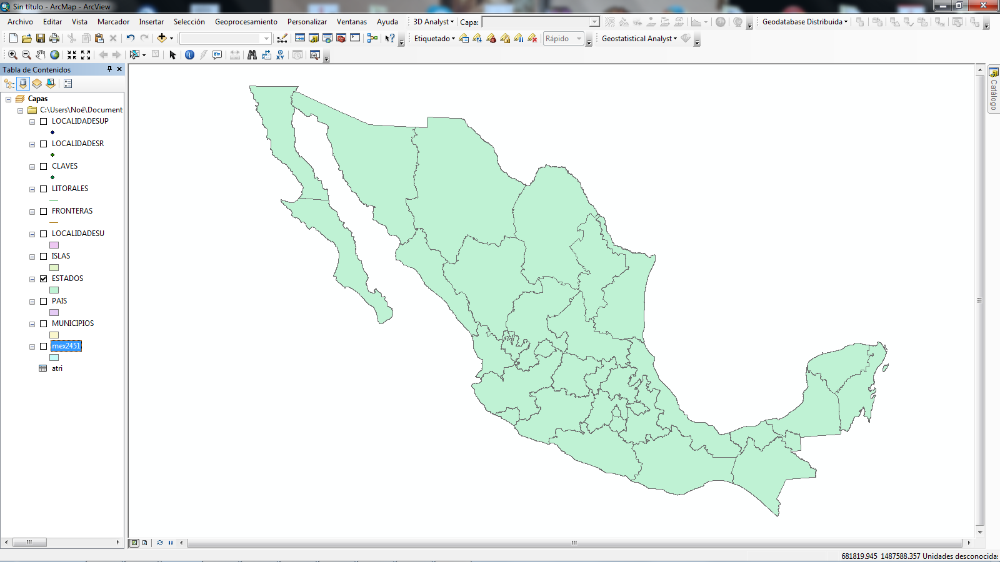 Sin título - ArcMap - ArcView
Archivo Editar Vista Marcador Insertar Selección Geoprocesamiento Personalizar Ventanas Ayuda 3D Analyst Capa: Geodatabase Distribuida
Etiquetado Rápido Geostatistical Analyst
XY
Tabla de Contenidos
Capas
C:\Users\Noé\Document
LOCALIDADESUP
LOCALIDADESR
CLAVES
LITORALES
FRONTERAS
LOCALIDADESU
ISLAS
ESTADOS
PAIS
MUNICIPIOS
mex2451
atri
Catálogo
681819.945 1487588.357 Unidades desconocidas